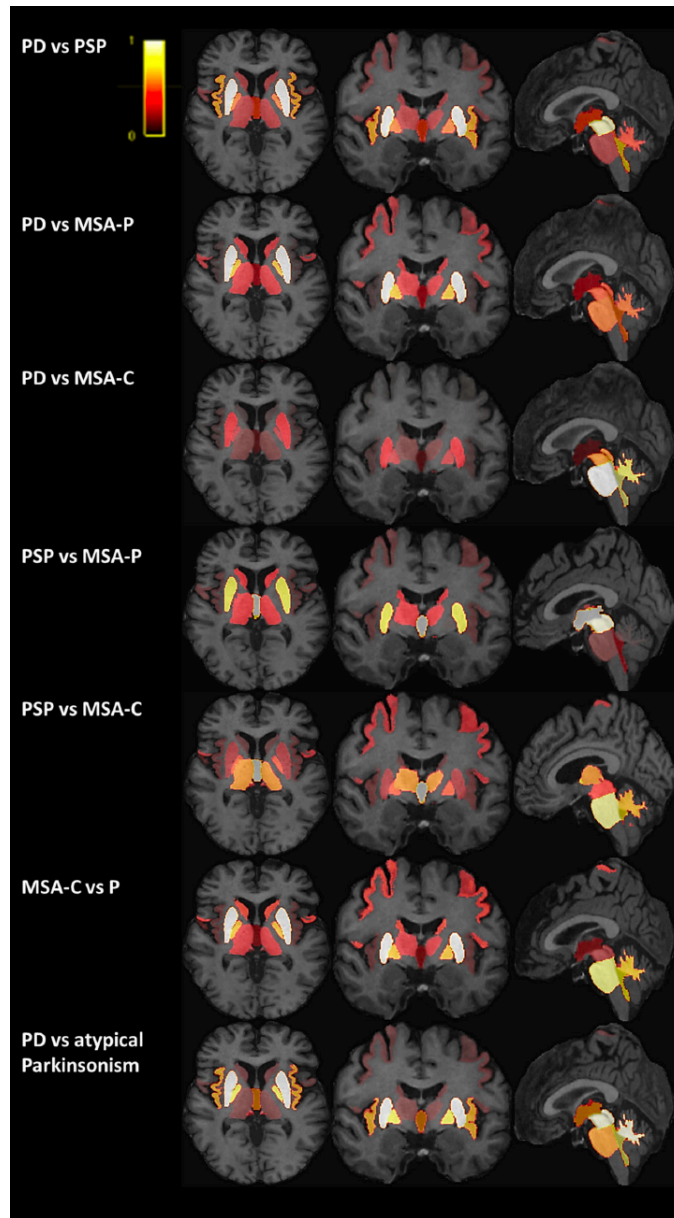 PD vs PSP
1
0
PD vs MSA-P
PD vs MSA-C
PSP vs MSA-P
PSP vs MSA-C
MSA-C vs P
PD vs atypical
Parkinsonism